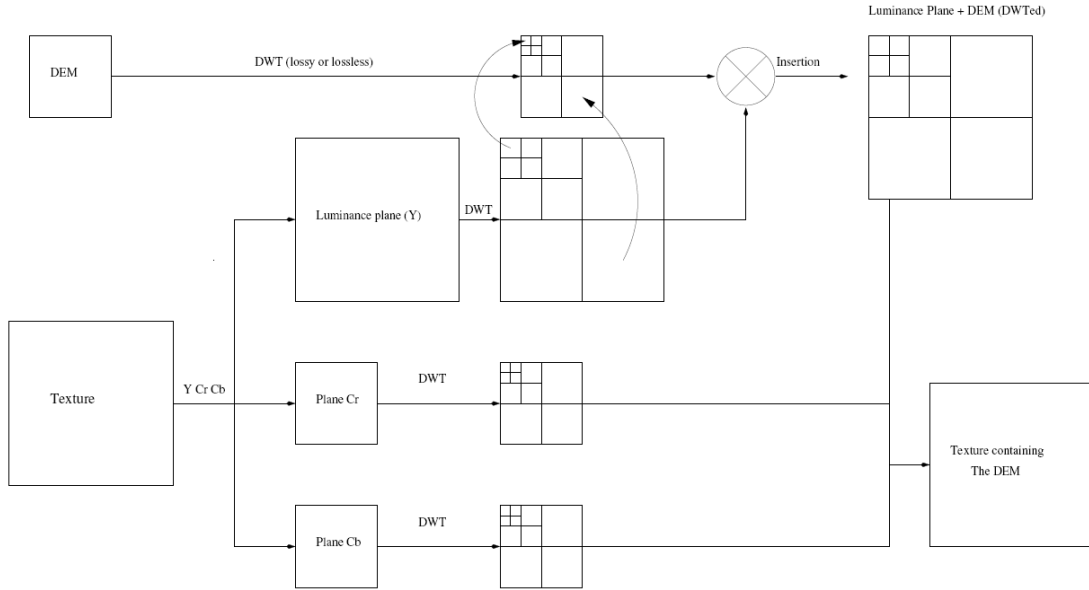 Luminance Plane + DEM (DWTed)
DEM
DWT (lossy or lossless)
Insertion
Luminance plane (Y)
DWT
Texture
Y Cr Cb
Plane Cr
DWT
Texture containing
The DEM
Plane Cb
DWT